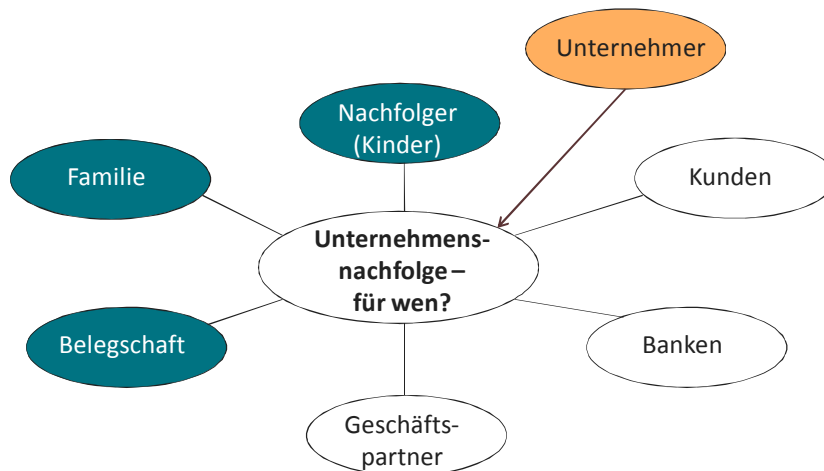 Unternehmer
Nachfolger
(Kinder)
Familie
Kunden
Unternehmens-
nachfolge –
für wen?
Belegschaft
Banken
Geschäfts-
partner